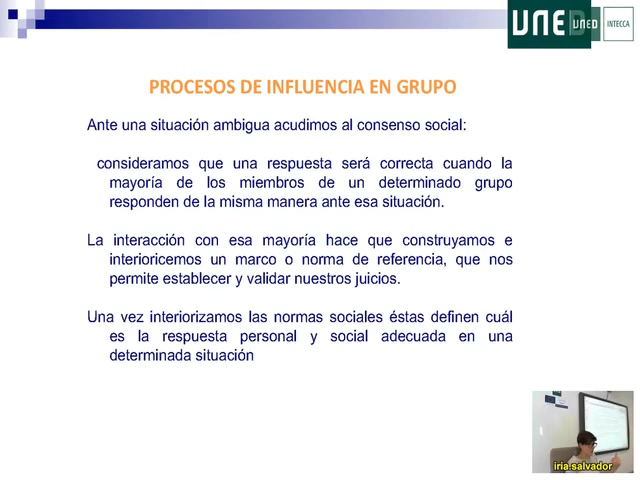 UNED
UNED
INTECCA
PROCESOS DE INFLUENCIA EN GRUPO
Ante una situación ambigua acudimos al consenso social:
consideramos que una respuesta será correcta cuando la
mayoría de los miembros de un determinado grupo
responden de la misma manera ante esa situación.
La interacción con esa mayoría hace que construyamos e
interioricemos un marco o norma de referencia, que nos
permite establecer y validar nuestros juicios.
Una vez interiorizamos las normas sociales éstas definen cuál
es la respuesta personal y social adecuada en una
determinada situación
iria.salvador